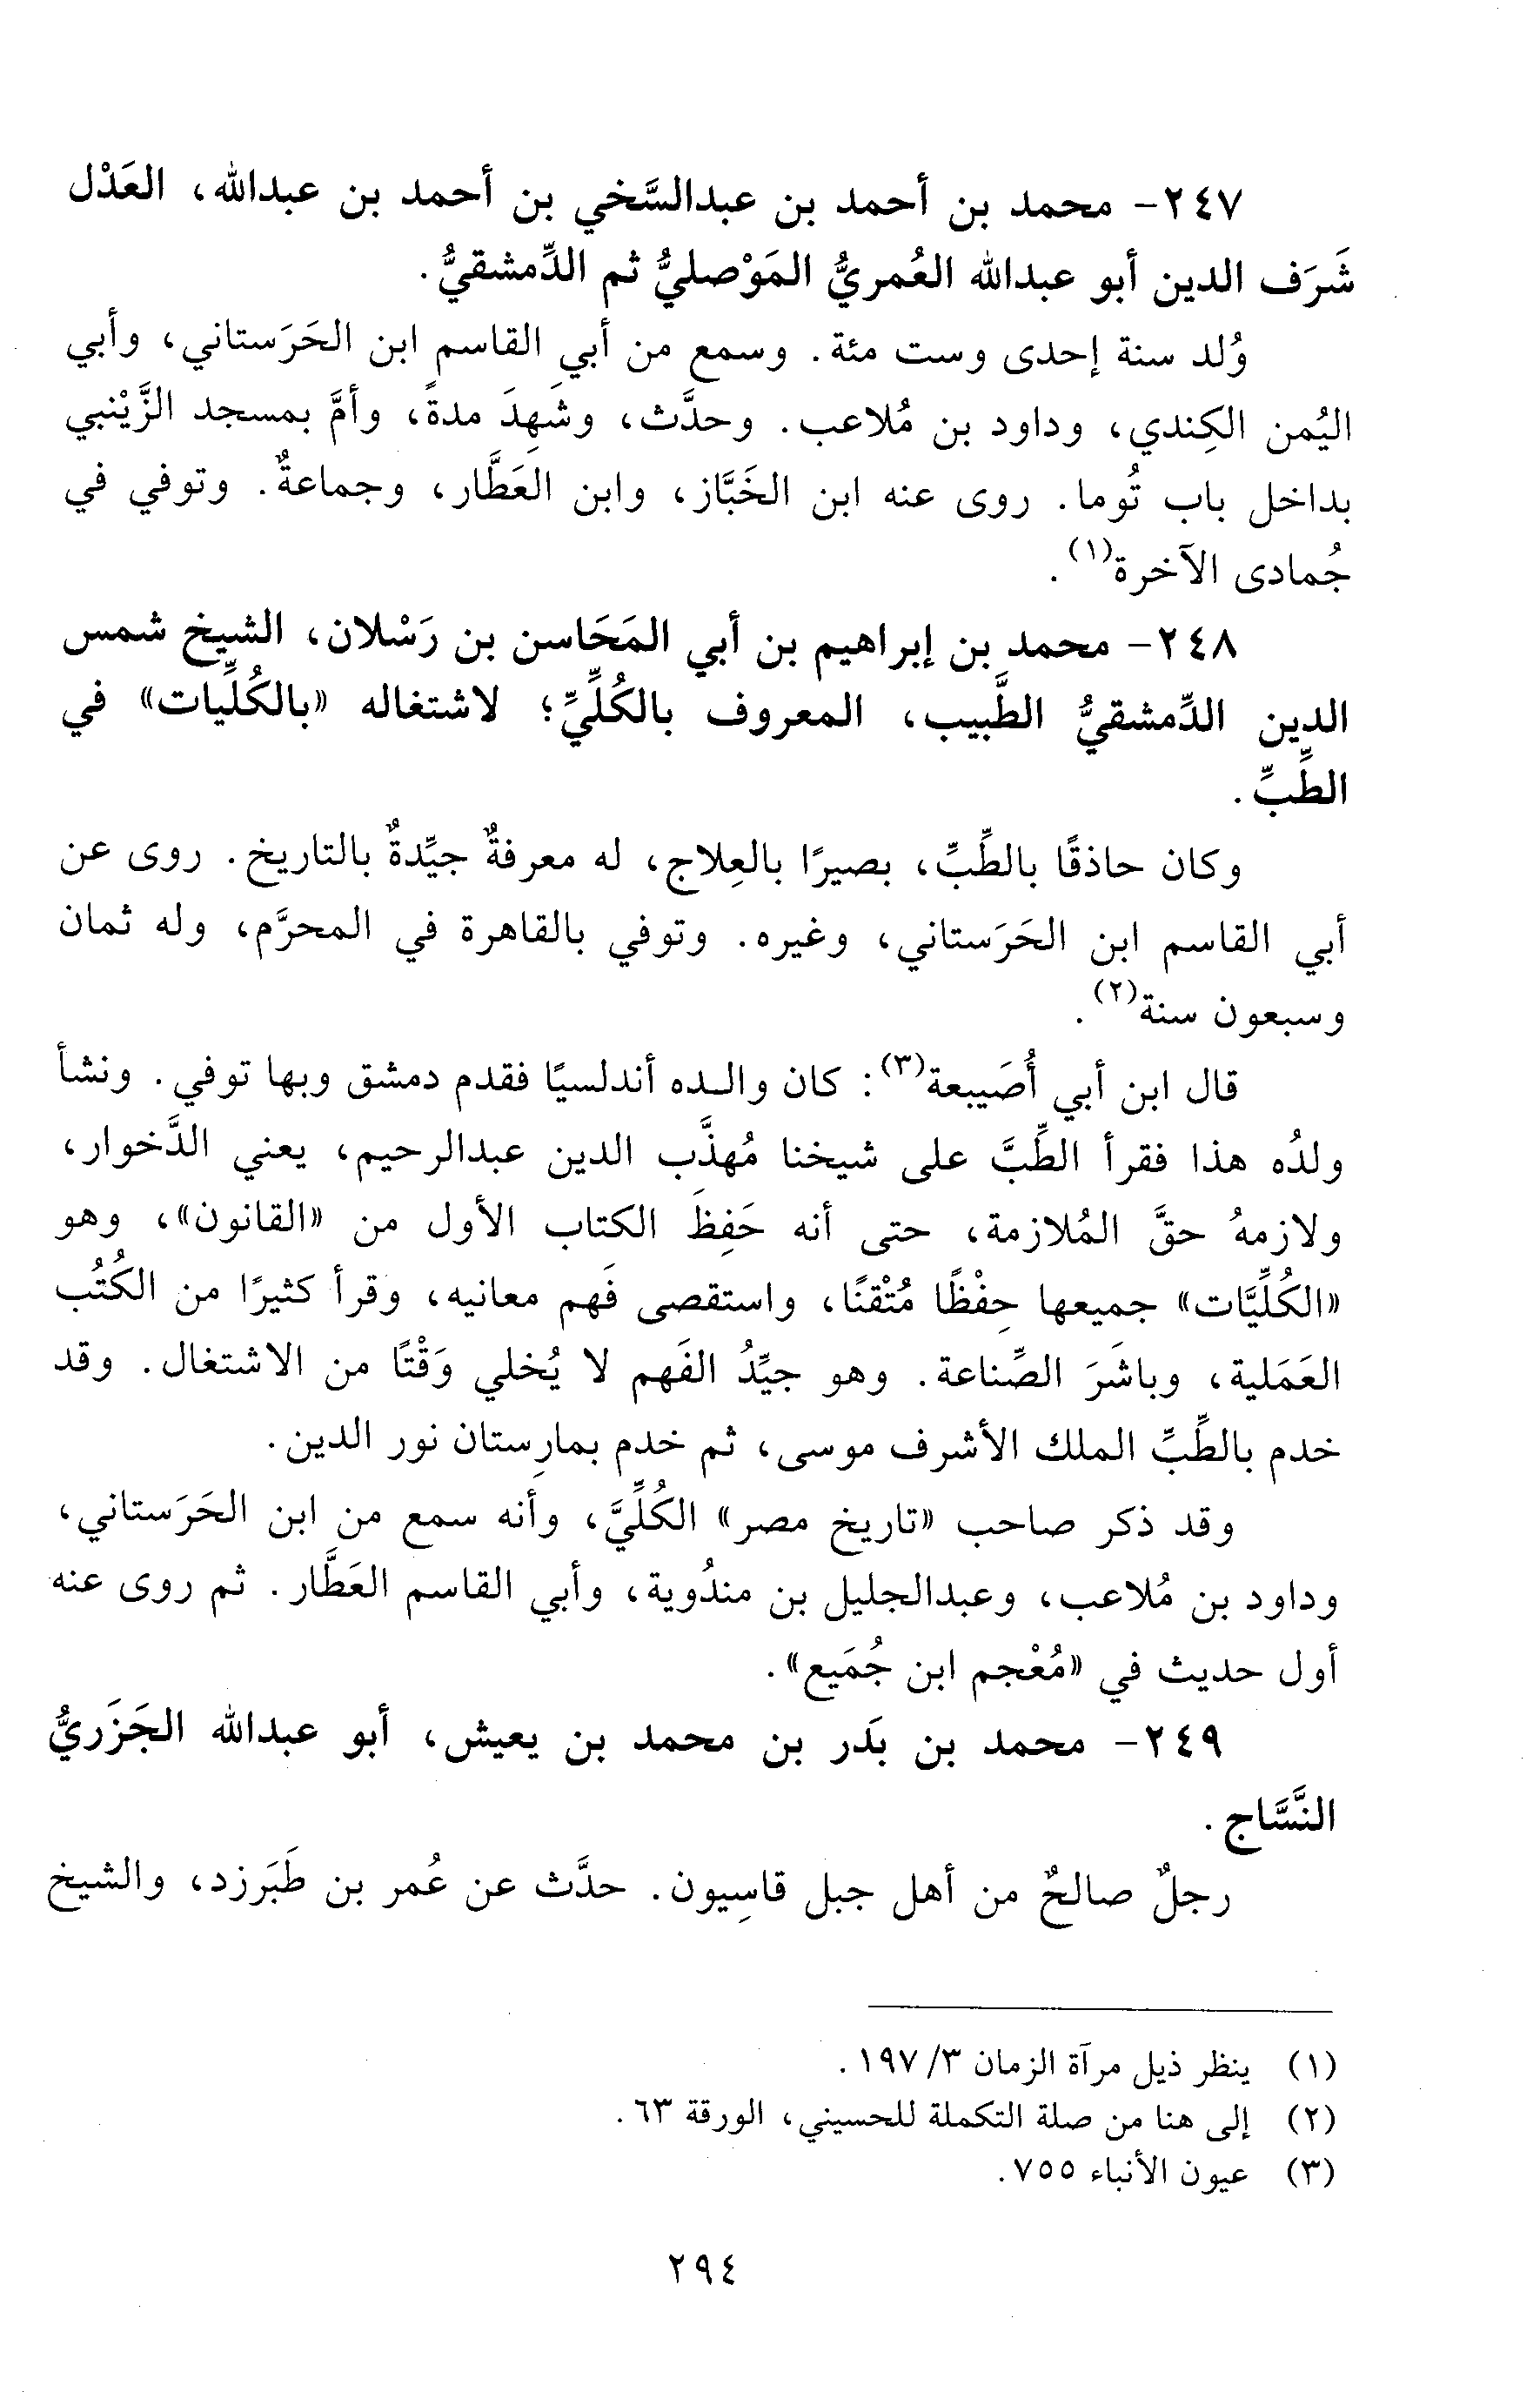 ٢٤٧- محمد بن أحمد بن عبدالسَّخي بن أحمد بن عبدالله، العَدْل
شَرَف الدين أبو عبدالله العُمريُّ المَوْصليُّ ثم الدِّمشقيُّ.
وُلد سنة إحدى وست مئة. وسمع من أبي القاسم ابن الحَرَستاني، وأبي
اليُمن الكِندي، وداود بن مُلاعب. وحدَّث، وشَهِدَ مدةً، وأمَّ بمسجد الزَّيْنبي
بداخل باب تُوما. روى عنه ابن الخَبَّاز، وابن العَطَّار، وجماعةٌ. وتوفي في
جُمادى الآخرة(١).
٢٤٨- محمد بن إبراهيم بن أبي المَحَاسن بن رَسْلان، الشيخ شمس
الدين الدِّمشقيُّ الطَّبيب، المعروف بالكُلِّيِّ؛ لاشتغاله «بالكُلِّيات» في
الطِّبِّ.
وكان حاذقًا بالطِّبِّ، بصيرًا بالعِلاج، له معرفةٌ جيِّدةٌ بالتاريخ. روى عن
أبي القاسم ابن الحَرَستاني، وغيره. وتوفي بالقاهرة في المحرَّم، وله ثمان
وسبعون سنة(٢).
قال ابن أبي أُصَيبعة(٣): كان والده أندلسيًا فقدم دمشق وبها توفي. ونشأ
ولدُه هذا فقرأ الطِّبَّ على شيخنا مُهذَّب الدين عبدالرحيم، يعني الدَّخوار،
ولازمهُ حقَّ المُلازمة، حتى أنه حَفِظَ الكتاب الأول من «القانون»، وهو
«الكُلِّيَّات» جميعها حِفْظًا مُتْقنًا، واستقصى فَهم معانيه، وقرأ كثيرًا من الكُتُب
العَمَلية، وباشَرَ الصِّناعة. وهو جيِّدُ الفَهم لا يُخلي وَقْتًا من الاشتغال. وقد
خدم بالطِّبِّ الملك الأشرف موسى، ثم خدم بمارِستان نور الدين.
وقد ذكر صاحب «تاريخ مصر» الكُلِّيَّ، وأنه سمع من ابن الحَرَستاني،
وداود بن مُلاعب، وعبدالجليل بن مندُوية، وأبي القاسم العَطَّار. ثم روى عنه
أول حديث في «مُعْجم ابن جُمَيع».
٢٤٩- محمد بن بَدر بن محمد بن يعيش، أبو عبدالله الجَزَريُّ
النَّسَّاج.
رجلٌ صالحٌ من أهل جبل قاسِيون. حدَّث عن عُمر بن طَبَرزد، والشيخ
(١) ينظر ذيل مرآة الزمان ٣/ ١٩٧.
(٢) إلى هنا من صلة التكملة للحسيني، الورقة ٦٣.
(٣) عيون الأنباء ٧٥٥.
٢٩٤